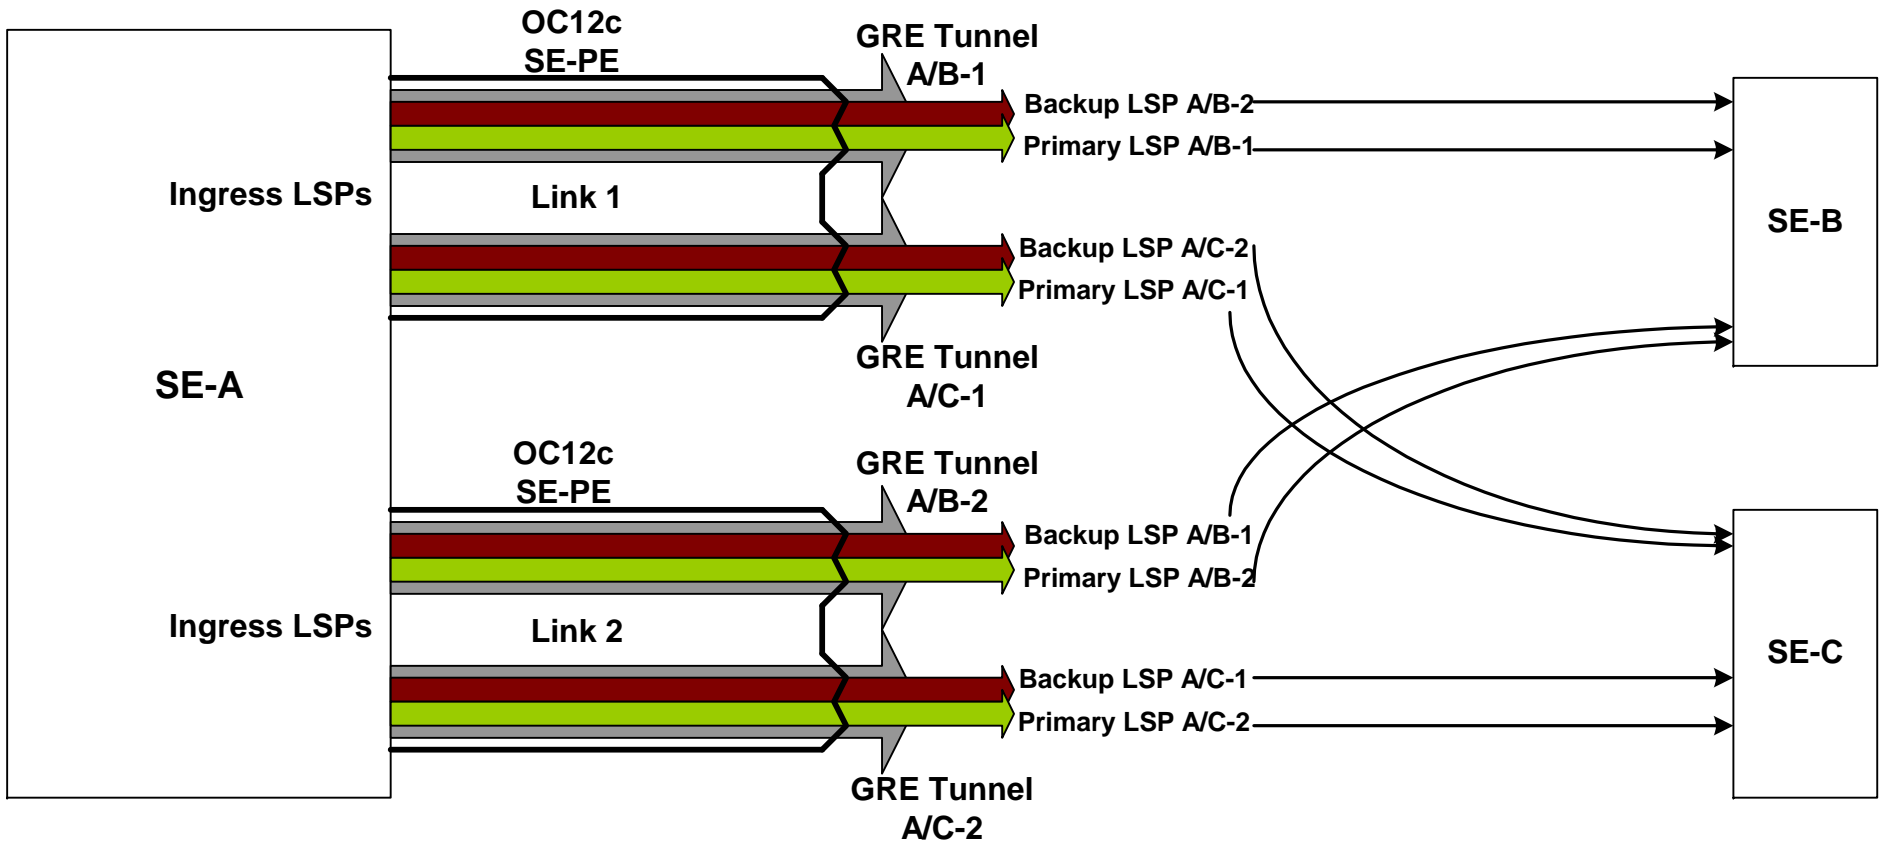 OC12c
SE-PE
GRE Tunnel
A/B-1
Backup LSP A/B-2
Primary LSP A/B-1
Ingress LSPs
Link 1
SE-B
Backup LSP A/C-2
Primary LSP A/C-1
GRE Tunnel
A/C-1
SE-A
OC12c
SE-PE
GRE Tunnel
A/B-2
Backup LSP A/B-1
Primary LSP A/B-2
Ingress LSPs
Link 2
SE-C
Backup LSP A/C-1
Primary LSP A/C-2
GRE Tunnel
A/C-2